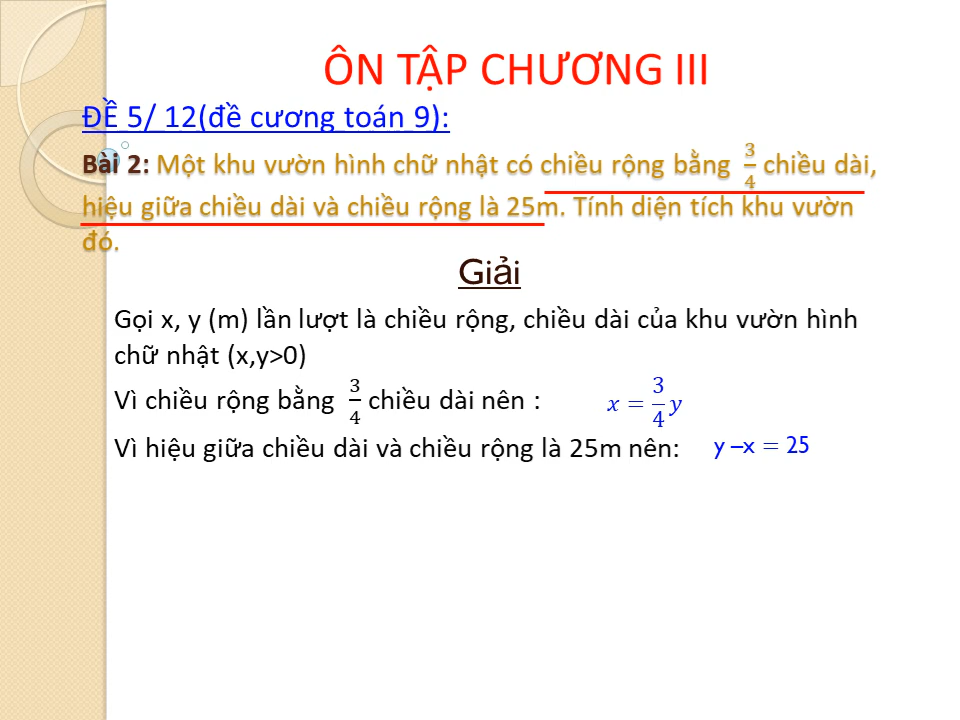 ÔN TẬP CHƯƠNG III
ĐỀ 5/ 12(đề cương toán 9):
Bài 2: Một khu vườn hình chữ nhật có chiều rộng bằng 3/4 chiều dài,
hiệu giữa chiều dài và chiều rộng là 25m. Tính diện tích khu vườn
đó.
Giải
Gọi x, y (m) lần lượt là chiều rộng, chiều dài của khu vườn hình
chữ nhật (x,y>0)
Vì chiều rộng bằng 3/4 chiều dài nên : x = 3/4 y
Vì hiệu giữa chiều dài và chiều rộng là 25m nên: y –x = 25